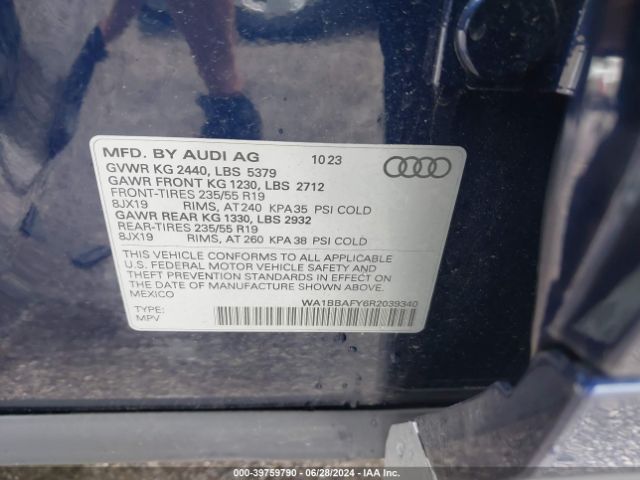 MFD. BY AUDI AG 10 23
GVWR KG 2440, LBS 5379
GAWR FRONT KG 1230, LBS 2712
FRONT-TIRES 235/55 R19
8JX19 RIMS, AT 240 KPA 35 PSI COLD
GAWR REAR KG 1330, LBS 2932
REAR-TIRES 235/55 R19
8JX19 RIMS, AT 260 KPA 38 PSI COLD
THIS VEHICLE CONFORMS TO ALL APPLICABLE
U.S. FEDERAL MOTOR VEHICLE SAFETY AND
THEFT PREVENTION STANDARDS IN EFFECT ON
THE DATE OF MANUFACTURE SHOWN ABOVE.
MEXICO
WA1BBAFY6R2039340
TYPE:
MPV
000-39759790 - 06/28/2024 - IAA Inc.